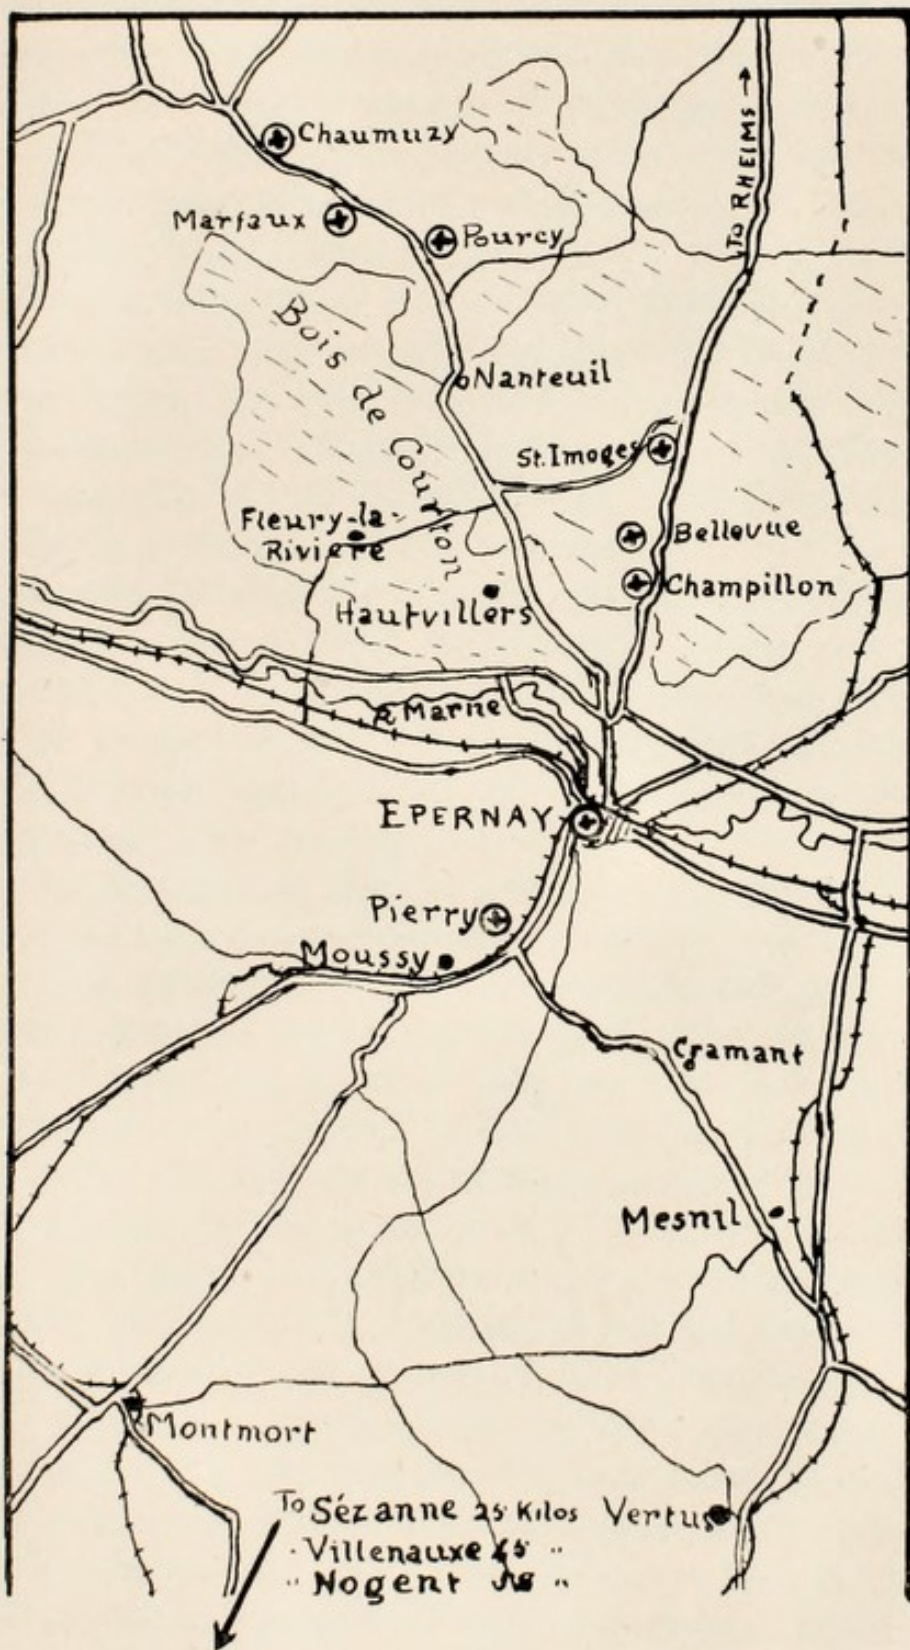 Chaumuzy
To RHEIMS →
Marfaux
Pourcy
Bois de Courton
Nanteuil
St. Imoges
Fleury-la-
Riviere
Bellevue
Champillon
Hautvillers
R Marne
EPERNAY
Pierry
Moussy
Cramant
Mesnil
Montmort
To Sézanne 25 Kilos
Vertus
" Villenauxe 45 "
" Nogent "